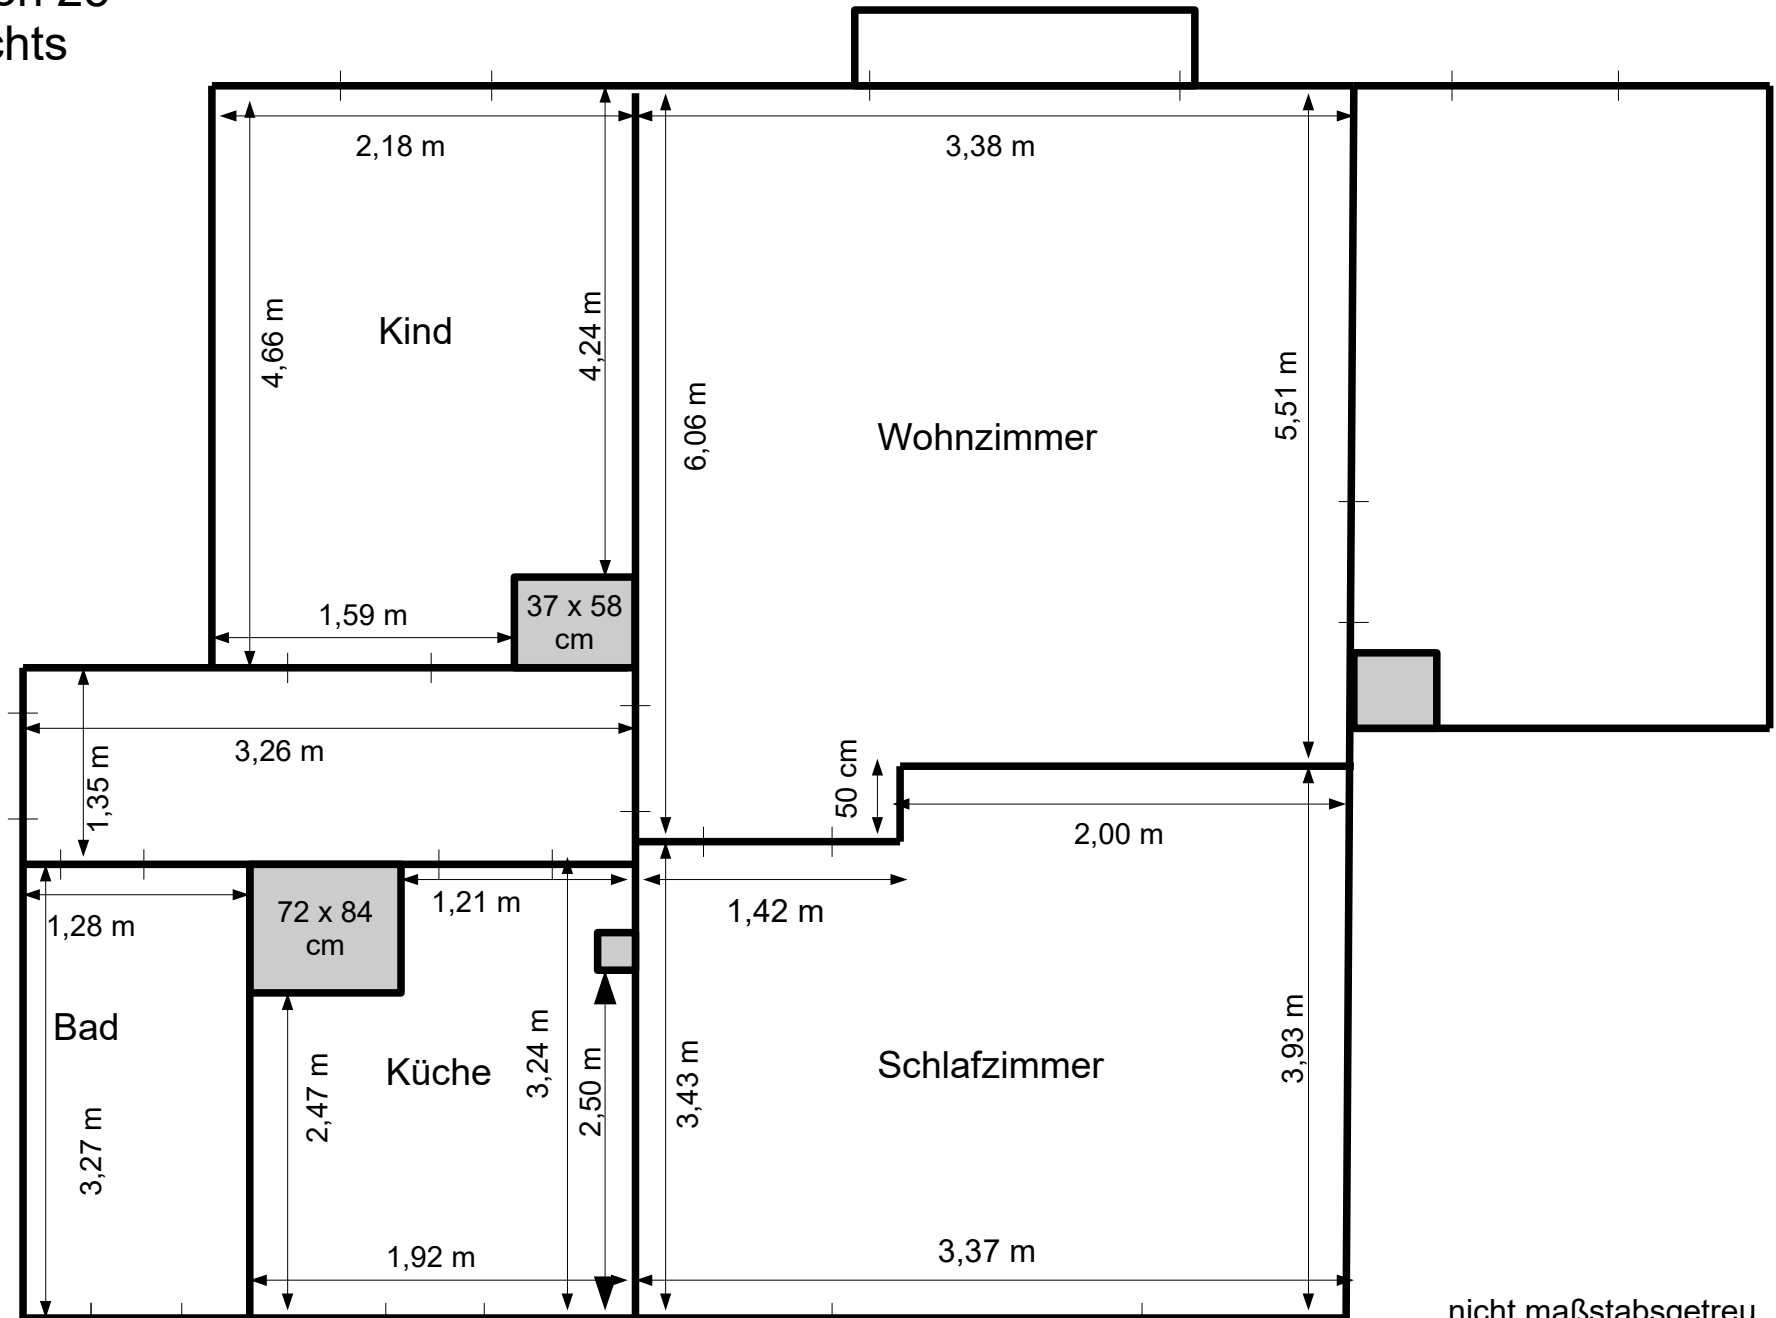 chts
2,18 m
3,38 m
4,66 m
Kind
4,24 m
6,06 m
Wohnzimmer
5,51 m
1,59 m
37 x 58
cm
3,26 m
1,35 m
50 cm
2,00 m
1,28 m
72 x 84
cm
1,21 m
1,42 m
Bad
3,27 m
2,47 m
Küche
3,24 m
2,50 m
3,43 m
Schlafzimmer
3,93 m
1,92 m
3,37 m
nicht maßstabsgetreu